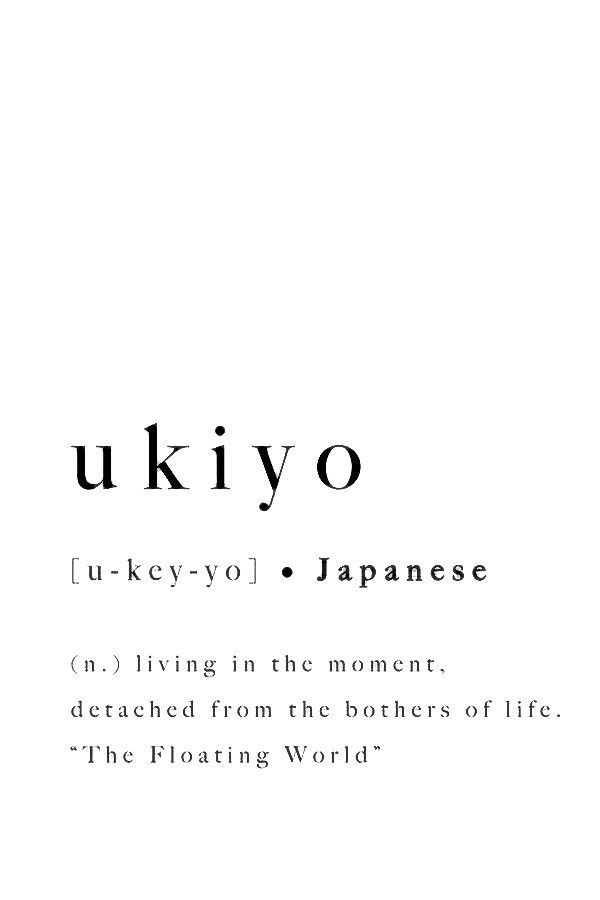 ukiyo
[u-key-yo] • Japanese
(n.) living in the moment,
detached from the bothers of life.
“The Floating World”